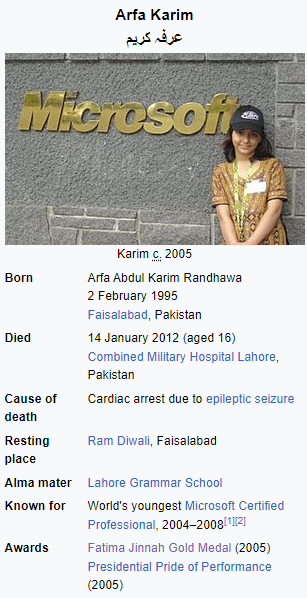 Arfa Karim
عرفہ کریم
Microsoft
Karim c. 2005
Born Arfa Abdul Karim Randhawa
2 February 1995
Faisalabad, Pakistan
Died 14 January 2012 (aged 16)
Combined Military Hospital Lahore,
Pakistan
Cause of Cardiac arrest due to epileptic seizure
death
Resting Ram Diwali, Faisalabad
place
Alma mater Lahore Grammar School
Known for World's youngest Microsoft Certified
Professional, 2004–2008[1][2]
Awards Fatima Jinnah Gold Medal (2005)
Presidential Pride of Performance
(2005)